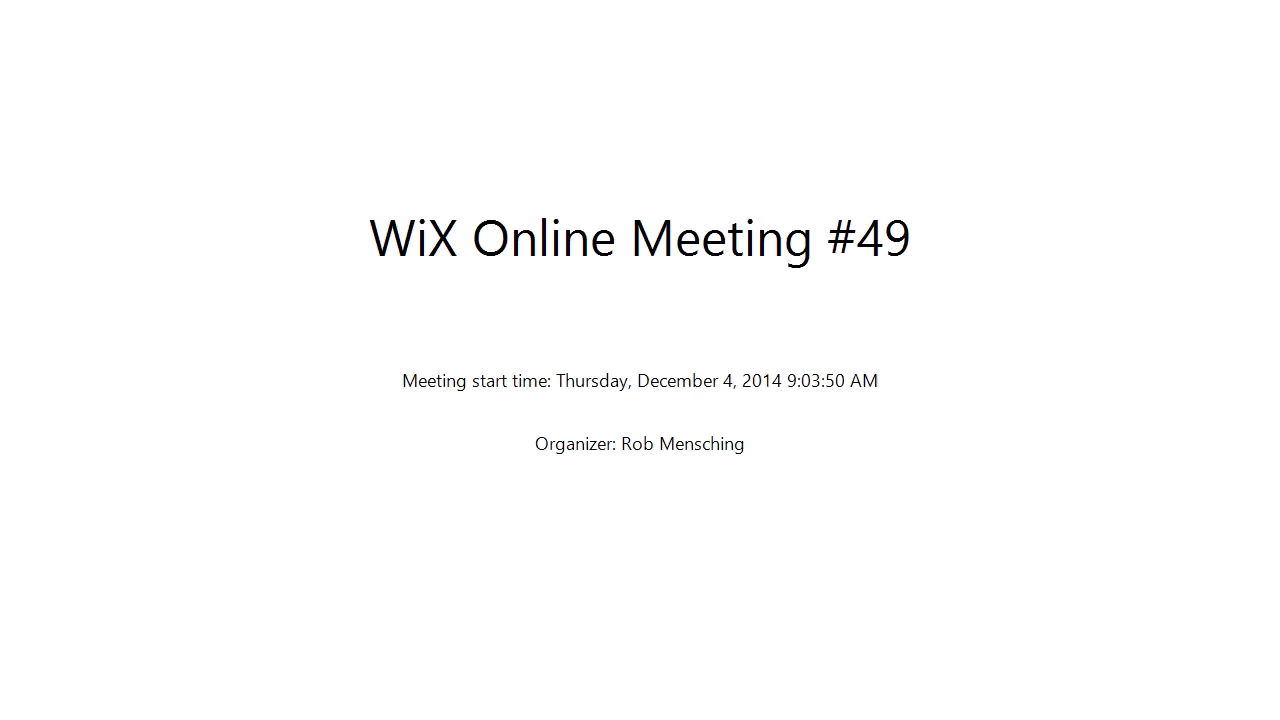 WiX Online Meeting #49
Meeting start time: Thursday, December 4, 2014 9:03:50 AM
Organizer: Rob Mensching